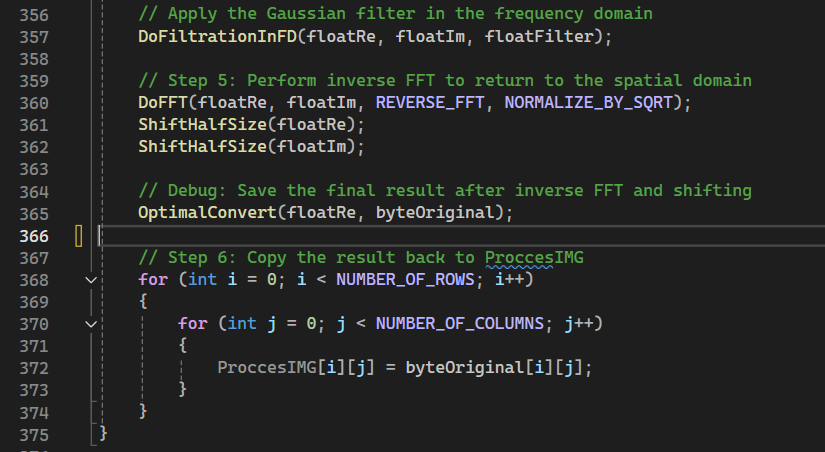 356 // Apply the Gaussian filter in the frequency domain
357 DoFiltrationInFD(floatRe, floatIm, floatFilter);
358
359 // Step 5: Perform inverse FFT to return to the spatial domain
360 DoFFT(floatRe, floatIm, REVERSE_FFT, NORMALIZE_BY_SQRT);
361 ShiftHalfSize(floatRe);
362 ShiftHalfSize(floatIm);
363
364 // Debug: Save the final result after inverse FFT and shifting
365 OptimalConvert(floatRe, byteOriginal);
366
367 // Step 6: Copy the result back to ProccesIMG
368 for (int i = 0; i < NUMBER_OF_ROWS; i++)
369 {
370 for (int j = 0; j < NUMBER_OF_COLUMNS; j++)
371 {
372 ProccesIMG[i][j] = byteOriginal[i][j];
373 }
374 }
375 }